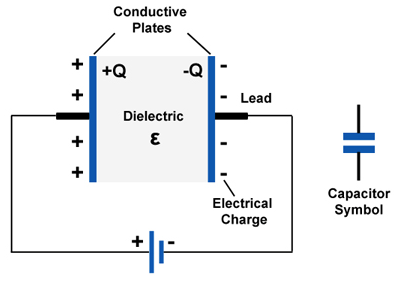 Conductive
Plates
+ +Q -Q -
+ -
Lead
Dielectric
ε
+ -
+ -
Electrical
Charge
Capacitor
Symbol
+ -